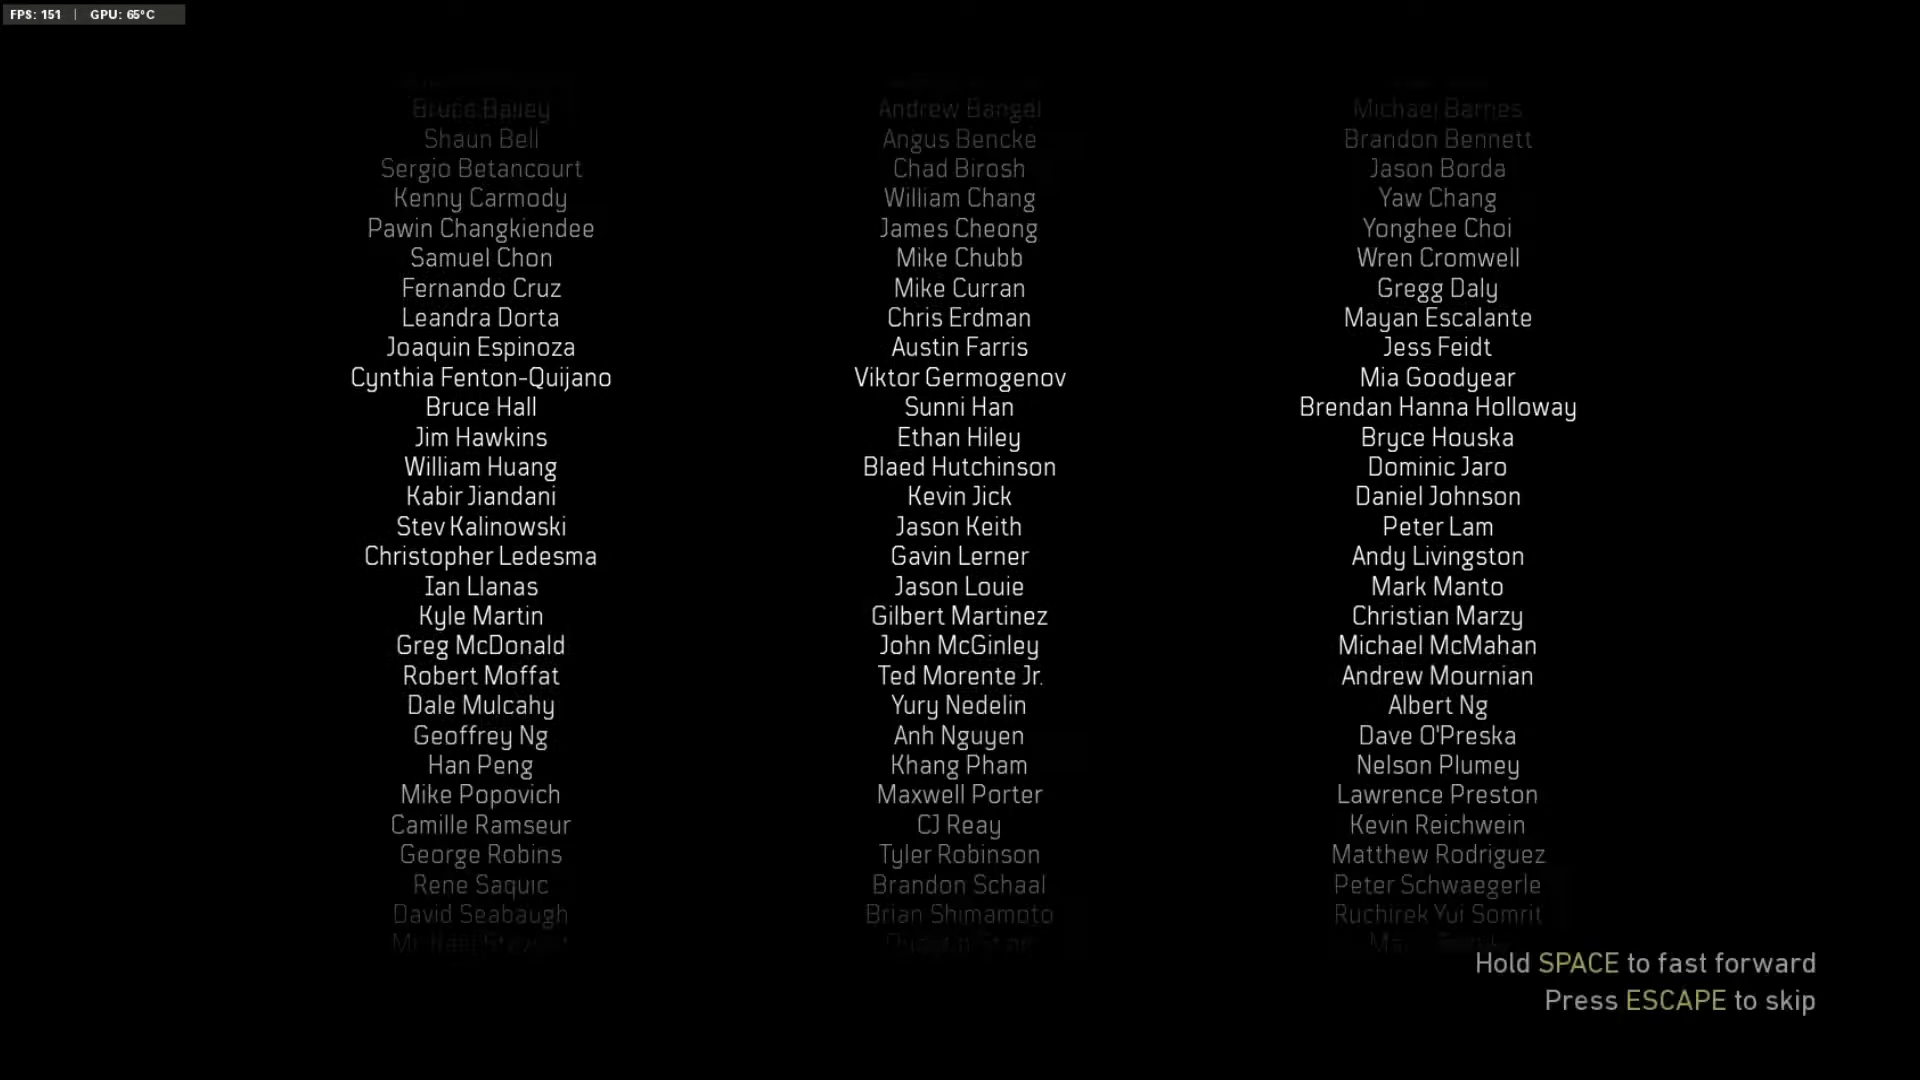 FPS: 151 | GPU: 65°C
Bruce Bailey Andrew Bangel Michael Barnes
Shaun Bell Angus Bencke Brandon Bennett
Sergio Betancourt Chad Birosh Jason Borda
Kenny Carmody William Chang Yaw Chang
Pawin Changkiendee James Cheong Yonghee Choi
Samuel Chon Mike Chubb Wren Cromwell
Fernando Cruz Mike Curran Gregg Daly
Leandra Dorta Chris Erdman Mayan Escalante
Joaquin Espinoza Austin Farris Jess Feidt
Cynthia Fenton-Quijano Viktor Germogenov Mia Goodyear
Bruce Hall Sunni Han Brendan Hanna Holloway
Jim Hawkins Ethan Hiley Bryce Houska
William Huang Blaed Hutchinson Dominic Jaro
Kabir Jiandani Kevin Jick Daniel Johnson
Stev Kalinowski Jason Keith Peter Lam
Christopher Ledesma Gavin Lerner Andy Livingston
Ian Llanas Jason Louie Mark Manto
Kyle Martin Gilbert Martinez Christian Marzy
Greg McDonald John McGinley Michael McMahan
Robert Moffat Ted Morente Jr. Andrew Mournian
Dale Mulcahy Yury Nedelin Albert Ng
Geoffrey Ng Anh Nguyen Dave O'Preska
Han Peng Khang Pham Nelson Plumey
Mike Popovich Maxwell Porter Lawrence Preston
Camille Ramseur CJ Reay Kevin Reichwein
George Robins Tyler Robinson Matthew Rodriguez
Rene Saquic Brandon Schaal Peter Schwaegerle
David Seabaugh Brian Shimamoto Ruchirek Yui Somrit
Hold SPACE to fast forward
Press ESCAPE to skip